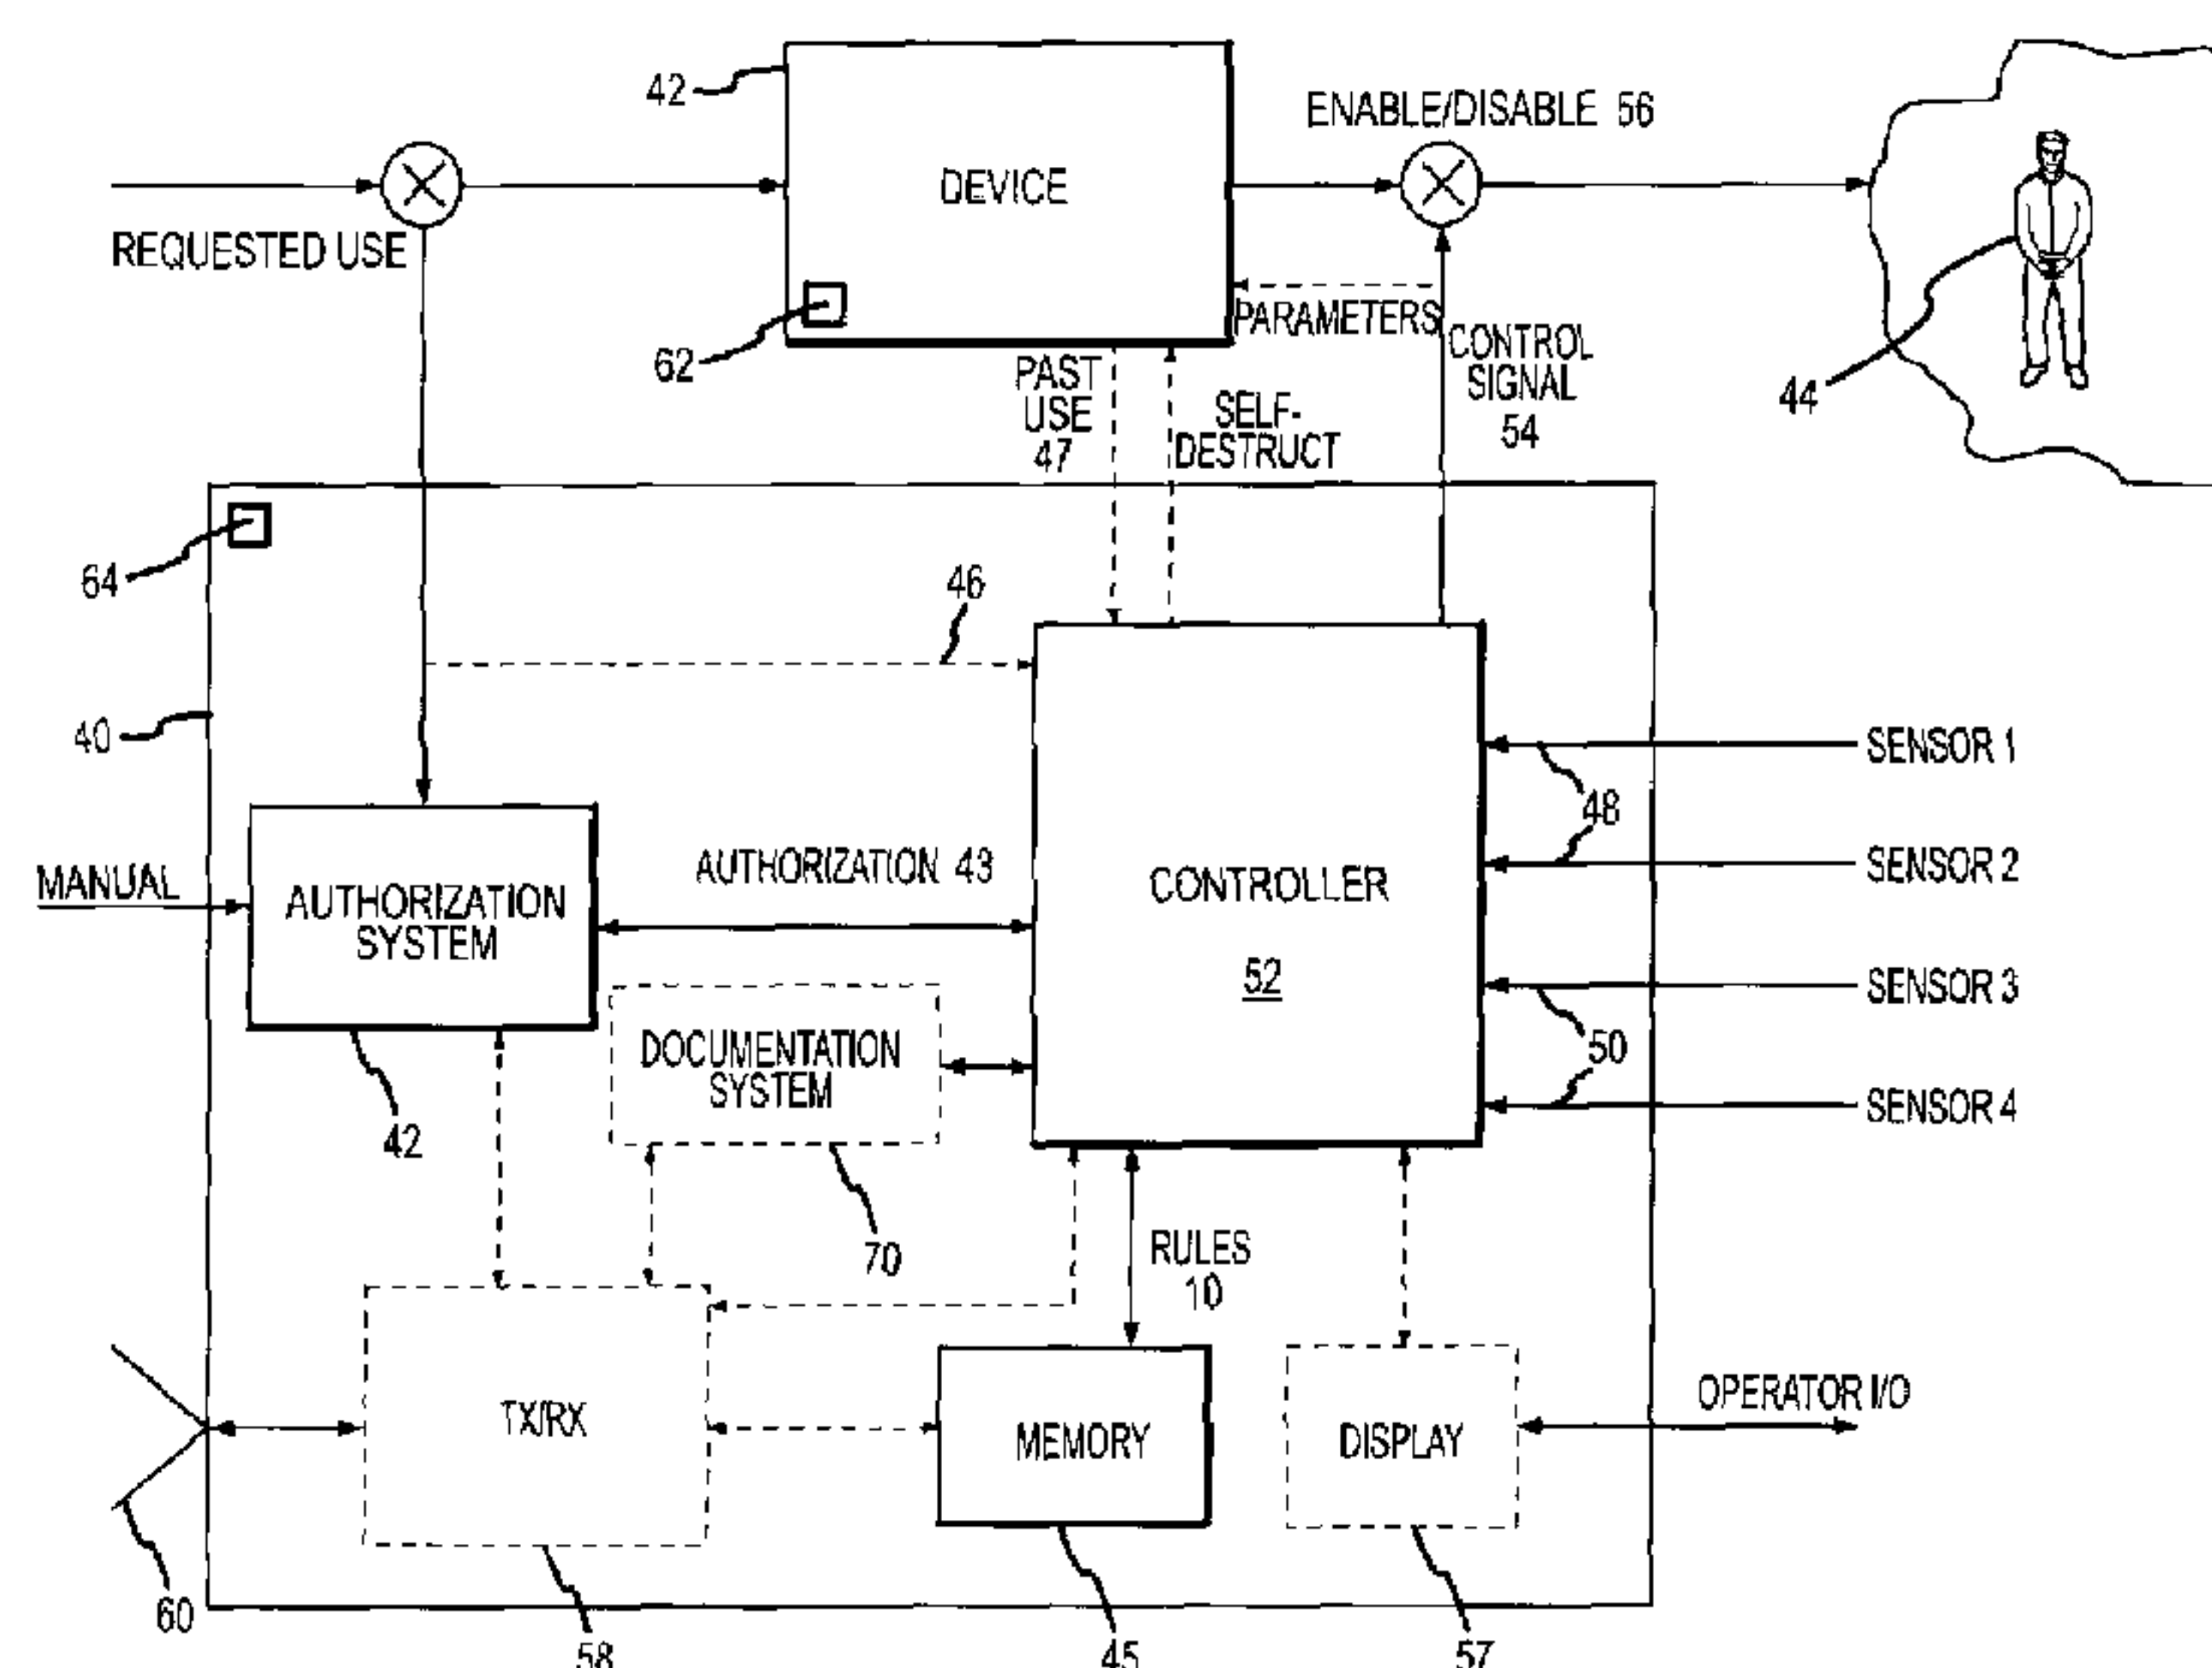 42
DEVICE
ENABLE/DISABLE 56
REQUESTED USE
62
PARAMETERS
CONTROL
SIGNAL
54
44
PAST
USE
47
SELF-
DESTRUCT
64
46
40
SENSOR 1
48
SENSOR 2
MANUAL
AUTHORIZATION
SYSTEM
AUTHORIZATION 43
CONTROLLER
52
SENSOR 3
50
SENSOR 4
DOCUMENTATION
SYSTEM
42
70
RULES
10
TX/RX
MEMORY
DISPLAY
OPERATOR I/O
60
58
45
57